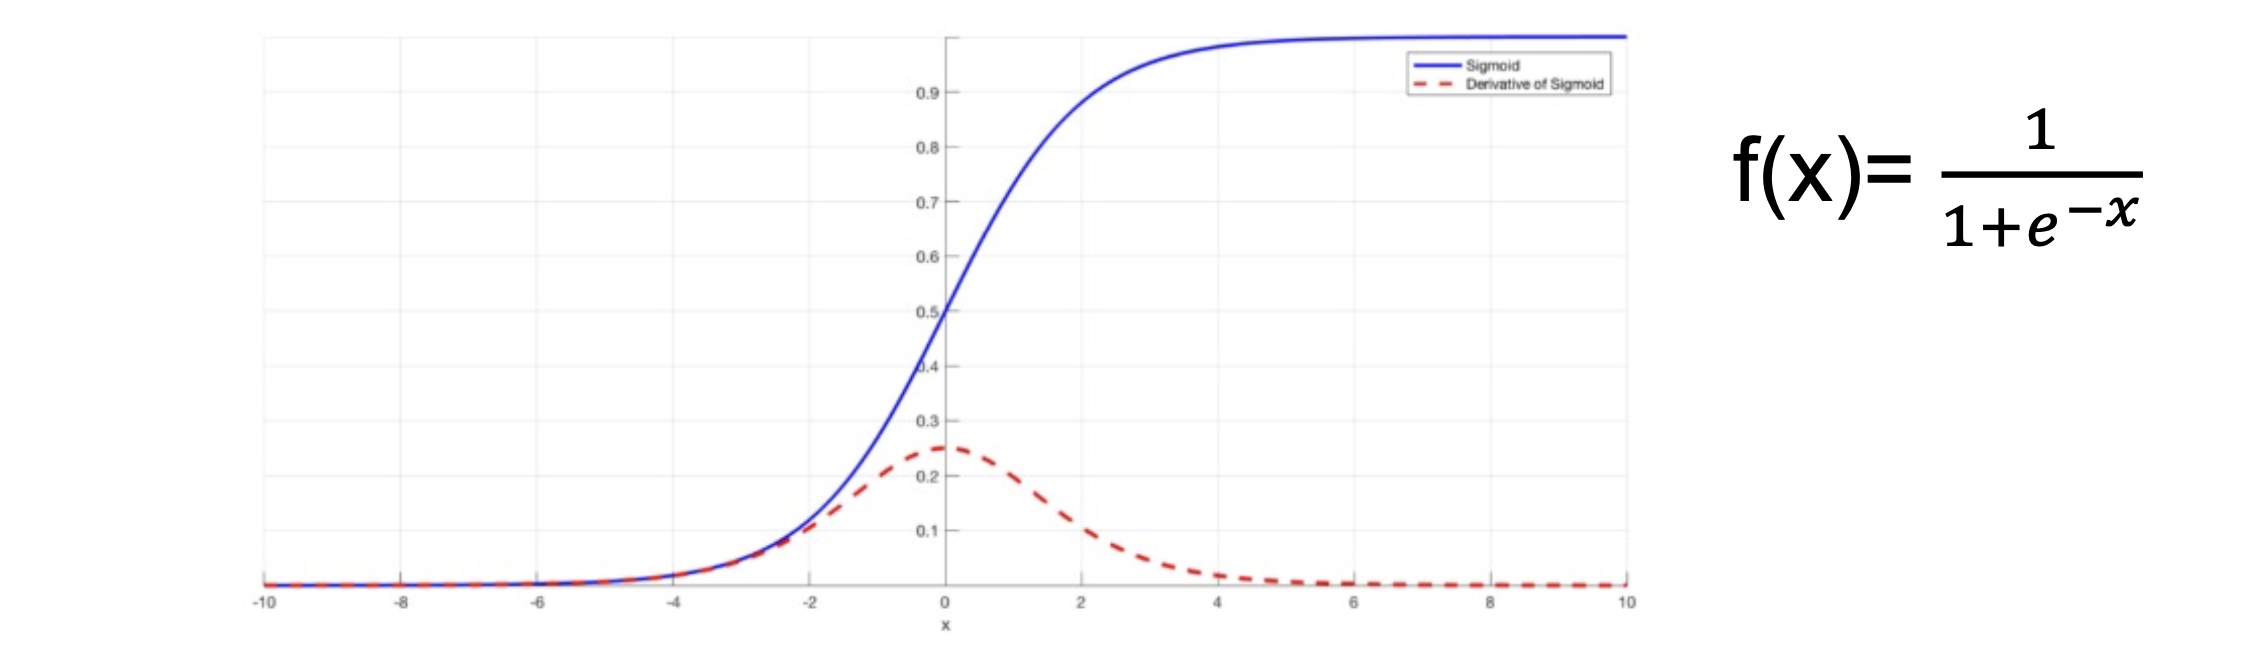 Sigmoid
Derivative of Sigmoid
0.9
0.8
0.7
0.6
0.5
0.4
0.3
0.2
0.1
-10 -8 -6 -4 -2 0 2 4 6 8 10
x
f(x)= 1
1+e^−x